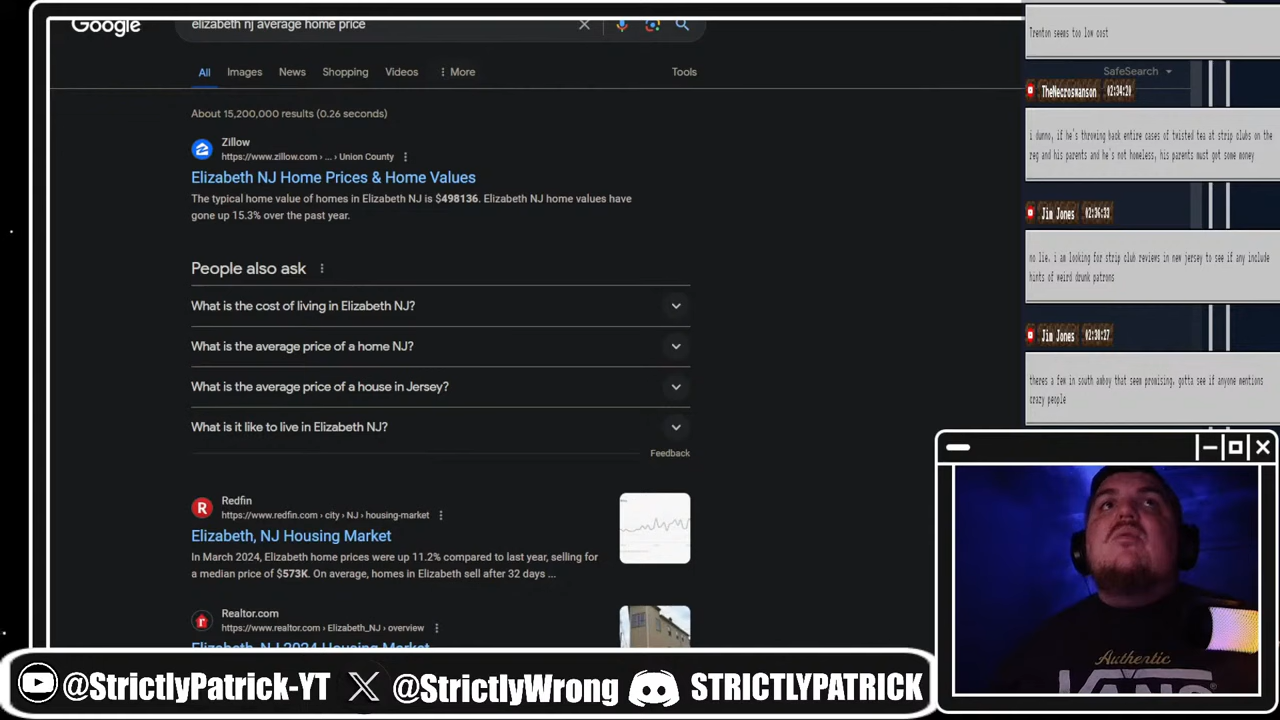 Google
elizabeth nj average home price
All
Images
News
Shopping
Videos
More
Tools
SafeSearch
About 15,200,000 results (0.26 seconds)
Zillow
https://www.zillow.com › ... › Union County
Elizabeth NJ Home Prices & Home Values
The typical home value of homes in Elizabeth NJ is $498136. Elizabeth NJ home values have
gone up 15.3% over the past year.
People also ask
What is the cost of living in Elizabeth NJ?
What is the average price of a home NJ?
What is the average price of a house in Jersey?
What is it like to live in Elizabeth NJ?
Feedback
R
Redfin
https://www.redfin.com › city › NJ › housing-market
Elizabeth, NJ Housing Market
In March 2024, Elizabeth home prices were up 11.2% compared to last year, selling for
a median price of $573K. On average, homes in Elizabeth sell after 32 days ...
Realtor.com
https://www.realtor.com › Elizabeth_NJ › overview
Elizabeth, NJ 2024 Housing Market
Trenton seems too low cost
TheNecroswanson 02:34:20
i dunno, if he's throwing back entire cases of twisted tea at strip clubs on the
reg and his parents and he's not homeless, his parents must got some money
Jim Jones 02:36:33
no lie, i am looking for strip club reviews in new jersey to see if any include
hints of weird drunk patrons
Jim Jones
theres a few in south amboy that seem promising, gotta see if anyone mentions
crazy people
Authentic
VANS
@StrictlyPatrick-YT
@StrictlyWrong
STRICTLYPATRICK